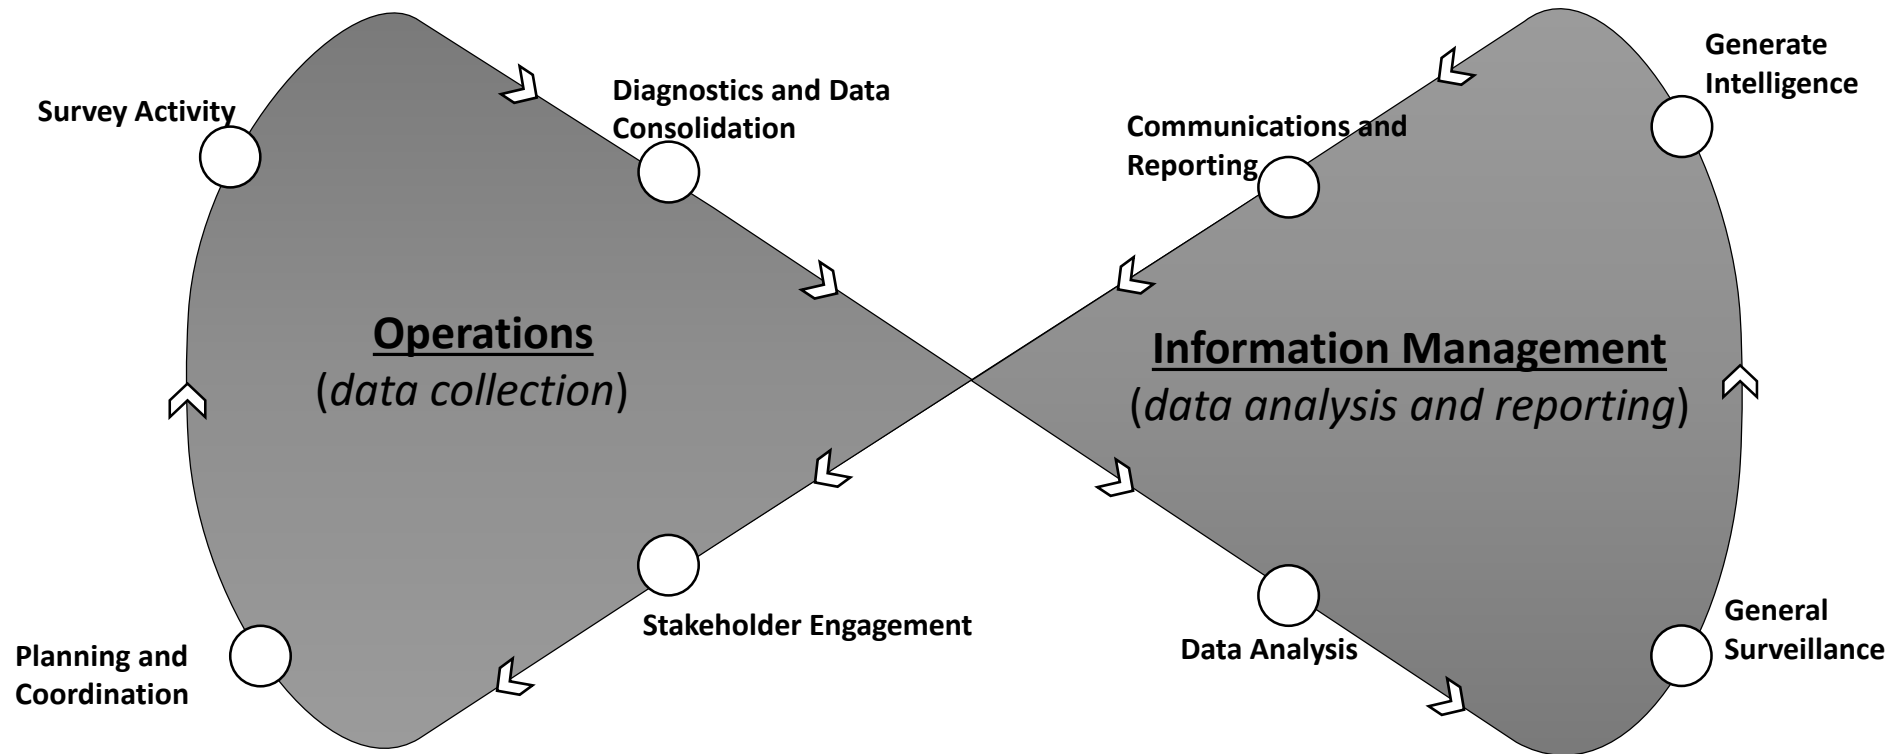 Survey Activity
Diagnostics and Data
Consolidation
Communications and
Reporting
Generate
Intelligence
Operations
(data collection)
Information Management
(data analysis and reporting)
Planning and
Coordination
Stakeholder Engagement
Data Analysis
General
Surveillance